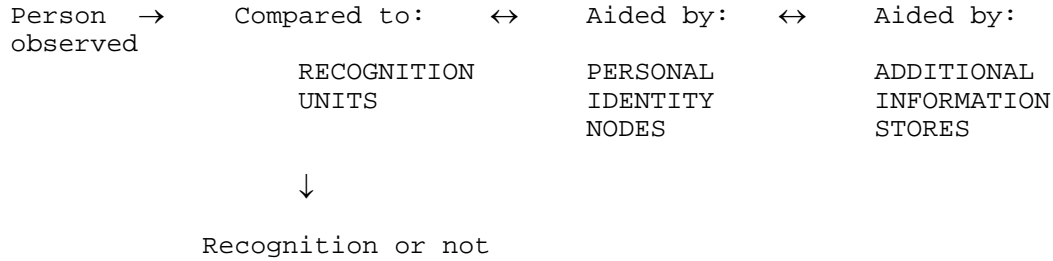 Person → Compared to: ↔ Aided by: ↔ Aided by:
observed
RECOGNITION PERSONAL ADDITIONAL
UNITS IDENTITY INFORMATION
NODES STORES
↓
Recognition or not